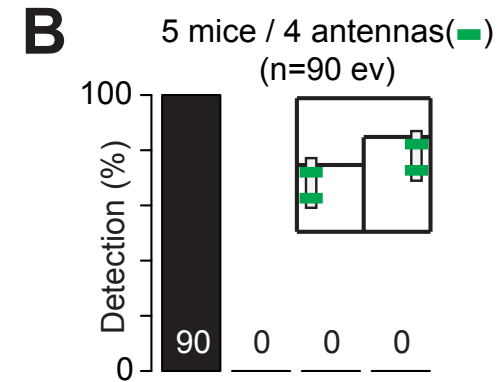 B
5 mice / 4 antennas( )
(n=90 ev)
100
Detection (%)
90 0 0 0
0